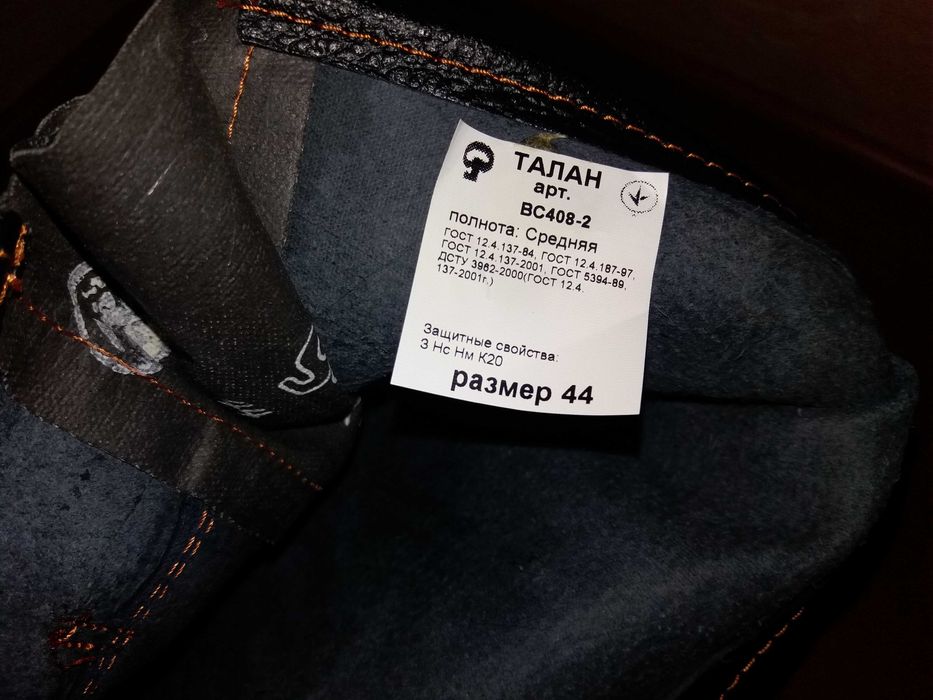 ТАЛАН
арт.
ВС408-2
полнота: Средняя
ГОСТ 12.4.137-84, ГОСТ 12.4.187-97,
ГОСТ 12.4.137-2001, ГОСТ 5394-89,
ДСТУ 3962-2000(ГОСТ 12.4.
137-2001г.)
Защитные свойства:
З Нс Нм К20
размер 44